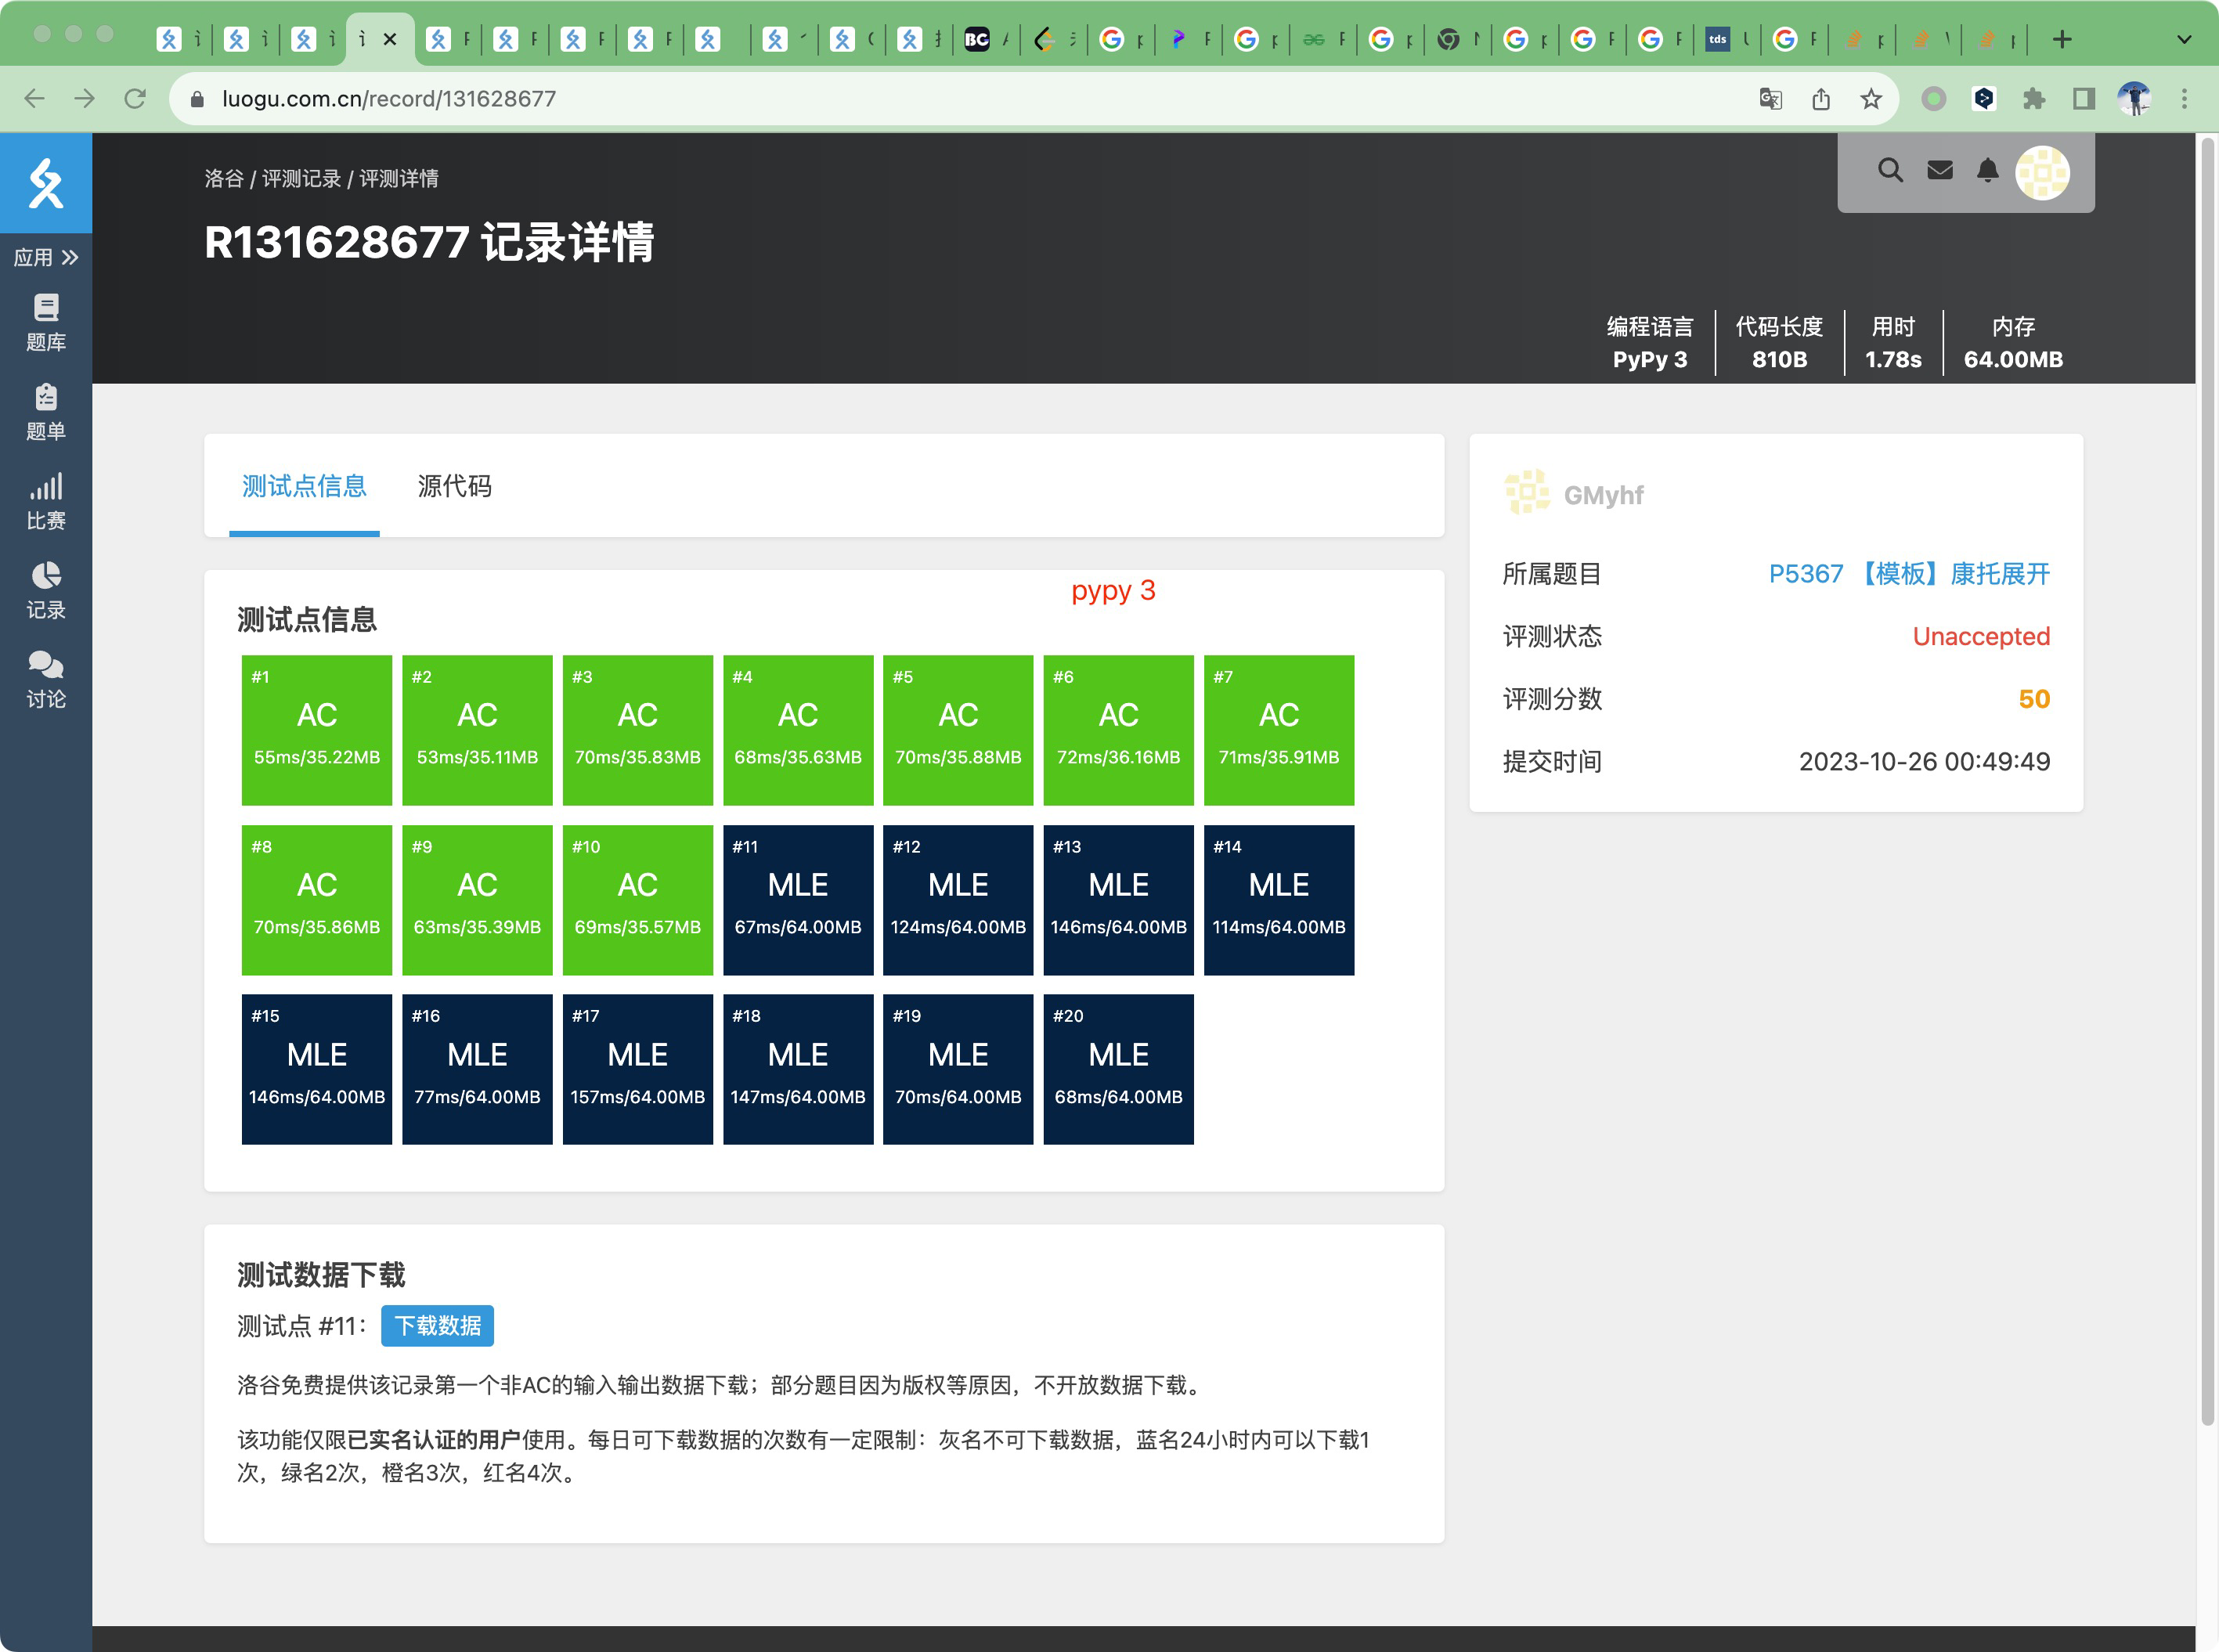 luogu.com.cn/record/131628677
洛谷 / 评测记录 / 评测详情
R131628677 记录详情
编程语言
PyPy 3
代码长度
810B
用时
1.78s
内存
64.00MB
应用
题库
题单
比赛
记录
讨论
测试点信息
源代码
pypy 3
测试点信息
#1
AC
55ms/35.22MB
#2
AC
53ms/35.11MB
#3
AC
70ms/35.83MB
#4
AC
68ms/35.63MB
#5
AC
70ms/35.88MB
#6
AC
72ms/36.16MB
#7
AC
71ms/35.91MB
#8
AC
70ms/35.86MB
#9
AC
63ms/35.39MB
#10
AC
69ms/35.57MB
#11
MLE
67ms/64.00MB
#12
MLE
124ms/64.00MB
#13
MLE
146ms/64.00MB
#14
MLE
114ms/64.00MB
#15
MLE
146ms/64.00MB
#16
MLE
77ms/64.00MB
#17
MLE
157ms/64.00MB
#18
MLE
147ms/64.00MB
#19
MLE
70ms/64.00MB
#20
MLE
68ms/64.00MB
GMyhf
所属题目 P5367 【模板】康托展开
评测状态 Unaccepted
评测分数 50
提交时间 2023-10-26 00:49:49
测试数据下载
测试点 #11： 下载数据
洛谷免费提供该记录第一个非AC的输入输出数据下载；部分题目因为版权等原因，不开放数据下载。
该功能仅限已实名认证的用户使用。每日可下载数据的次数有一定限制：灰名不可下载数据，蓝名24小时内可以下载1
次，绿名2次，橙名3次，红名4次。